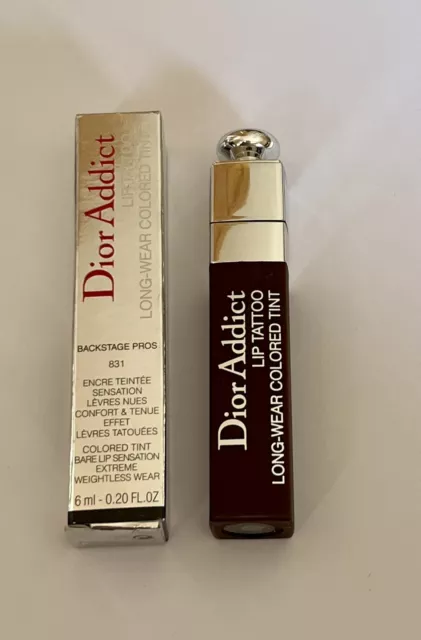 Dior Addict
LIP TATTOO
LONG-WEAR COLORED TINT
BACKSTAGE PROS
831
ENCRE TEINTÉE
SENSATION
LÈVRES NUES
CONFORT & TENUE
EFFET
LÈVRES TATOUÉES
COLORED TINT
BARE LIP SENSATION
EXTREME
WEIGHTLESS WEAR
6 ml - 0.20 FL.OZ
Dior Addict
LIP TATTOO
LONG-WEAR COLORED TINT